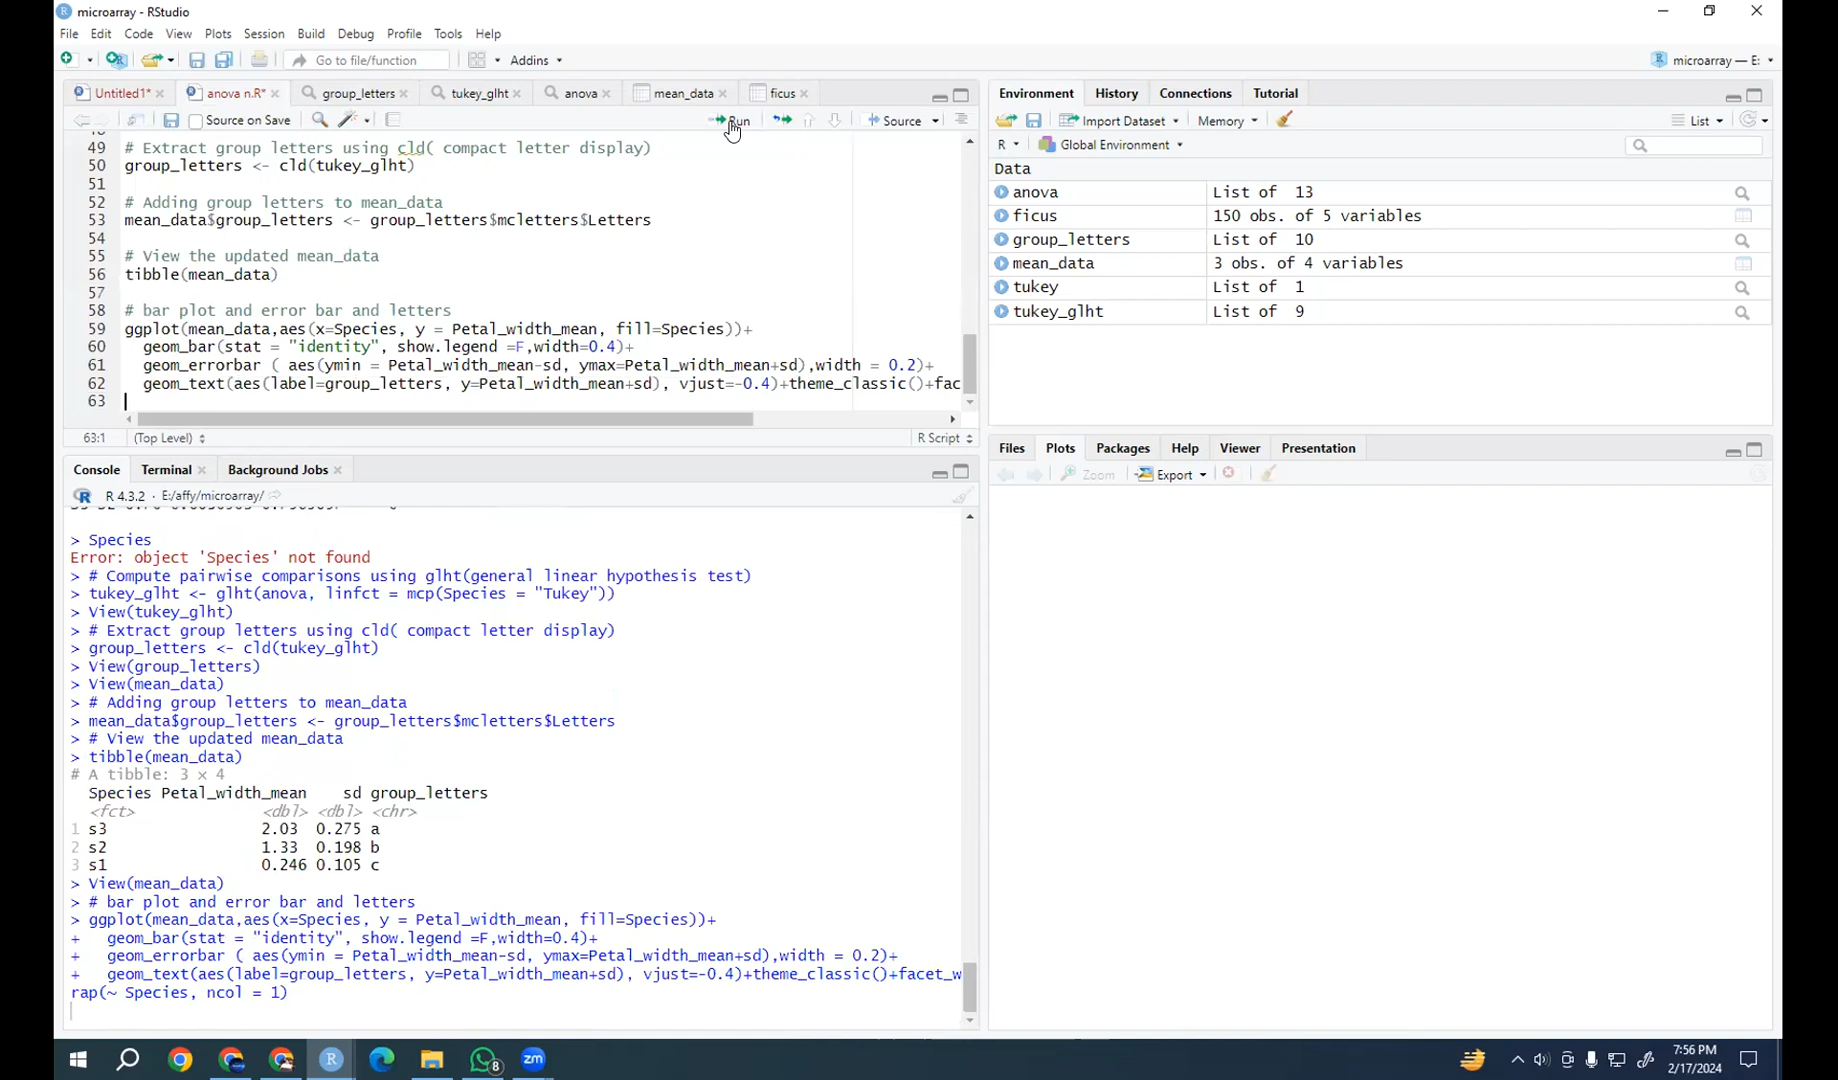 microarray - RStudio
File Edit Code View Plots Session Build Debug Profile Tools Help
Go to file/function Addins microarray — E:
Untitled1* anova n.R* group_letters tukey_glht anova mean_data ficus
Source on Save Run Source
49 # Extract group letters using cld( compact letter display)
50 group_letters <- cld(tukey_glht)
51
52 # Adding group letters to mean_data
53 mean_data$group_letters <- group_letters$mcletters$Letters
54
55 # View the updated mean_data
56 tibble(mean_data)
57
58 # bar plot and error bar and letters
59 ggplot(mean_data,aes(x=Species, y = Petal_width_mean, fill=Species))+
60 geom_bar(stat = "identity", show.legend =F,width=0.4)+
61 geom_errorbar ( aes(ymin = Petal_width_mean-sd, ymax=Petal_width_mean+sd),width = 0.2)+
62 geom_text(aes(label=group_letters, y=Petal_width_mean+sd), vjust=-0.4)+theme_classic()+fac
63
63:1 (Top Level) R Script
Console Terminal Background Jobs
R 4.3.2 · E:/affy/microarray/
> Species
Error: object 'Species' not found
> # Compute pairwise comparisons using glht(general linear hypothesis test)
> tukey_glht <- glht(anova, linfct = mcp(Species = "Tukey"))
> View(tukey_glht)
> # Extract group letters using cld( compact letter display)
> group_letters <- cld(tukey_glht)
> View(group_letters)
> View(mean_data)
> # Adding group letters to mean_data
> mean_data$group_letters <- group_letters$mcletters$Letters
> # View the updated mean_data
> tibble(mean_data)
# A tibble: 3 × 4
Species Petal_width_mean sd group_letters
<fct> <dbl> <dbl> <chr>
1 s3 2.03 0.275 a
2 s2 1.33 0.198 b
3 s1 0.246 0.105 c
> View(mean_data)
> # bar plot and error bar and letters
> ggplot(mean_data,aes(x=Species, y = Petal_width_mean, fill=Species))+
+ geom_bar(stat = "identity", show.legend =F,width=0.4)+
+ geom_errorbar ( aes(ymin = Petal_width_mean-sd, ymax=Petal_width_mean+sd),width = 0.2)+
+ geom_text(aes(label=group_letters, y=Petal_width_mean+sd), vjust=-0.4)+theme_classic()+facet_w
rap(~ Species, ncol = 1)
Environment History Connections Tutorial
Import Dataset Memory List
R Global Environment
Data
anova List of 13
ficus 150 obs. of 5 variables
group_letters List of 10
mean_data 3 obs. of 4 variables
tukey List of 1
tukey_glht List of 9
Files Plots Packages Help Viewer Presentation
Zoom Export
8 zm
7:56 PM
2/17/2024